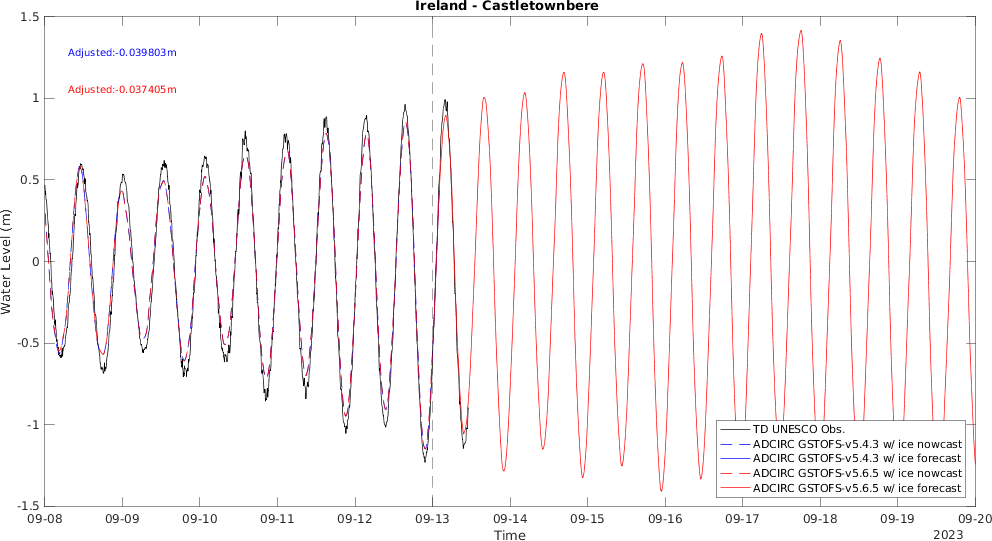 Ireland - Castletownbere
Adjusted:-0.039803m
Adjusted:-0.037405m
1.5
1
0.5
0
-0.5
-1
-1.5
Water Level (m)
TD UNESCO Obs.
ADCIRC GSTOFS-v5.4.3 w/ ice nowcast
ADCIRC GSTOFS-v5.4.3 w/ ice forecast
ADCIRC GSTOFS-v5.6.5 w/ ice nowcast
ADCIRC GSTOFS-v5.6.5 w/ ice forecast
09-08 09-09 09-10 09-11 09-12 09-13 09-14 09-15 09-16 09-17 09-18 09-19 09-20
Time
2023